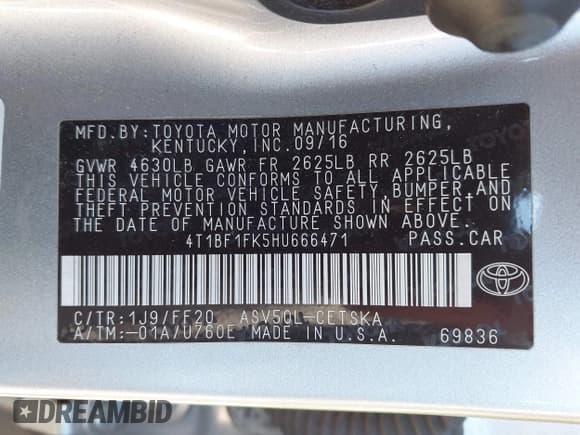 MFD.BY:TOYOTA MOTOR MANUFACTURING,
KENTUCKY,INC.09/16
GVWR 4630LB GAWR FR 2625LB RR 2625LB
THIS VEHICLE CONFORMS TO ALL APPLICABLE
FEDERAL MOTOR VEHICLE SAFETY, BUMPER, AND
THEFT PREVENTION STANDARDS IN EFFECT ON
THE DATE OF MANUFACTURE SHOWN ABOVE.
4T1BF1FK5HU666471 PASS.CAR
C/TR:1J9/FF20 ASV50L-CETSKA
A/TM:-01A/U760E MADE IN U.S.A. 69836
DREAMBID